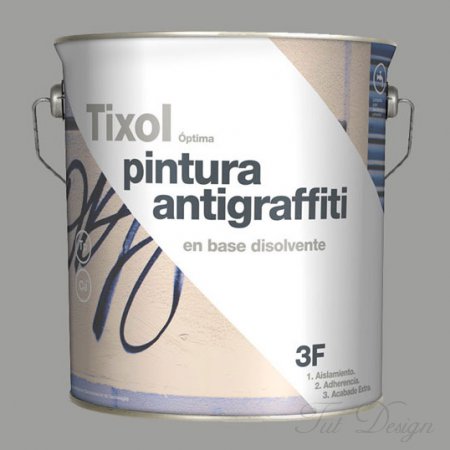 Tixol
Óptima
pintura
antigraffiti
en base disolvente
3F
1. Aislamiento.
2. Adherencia.
3. Acabado Extra.
Tut Design